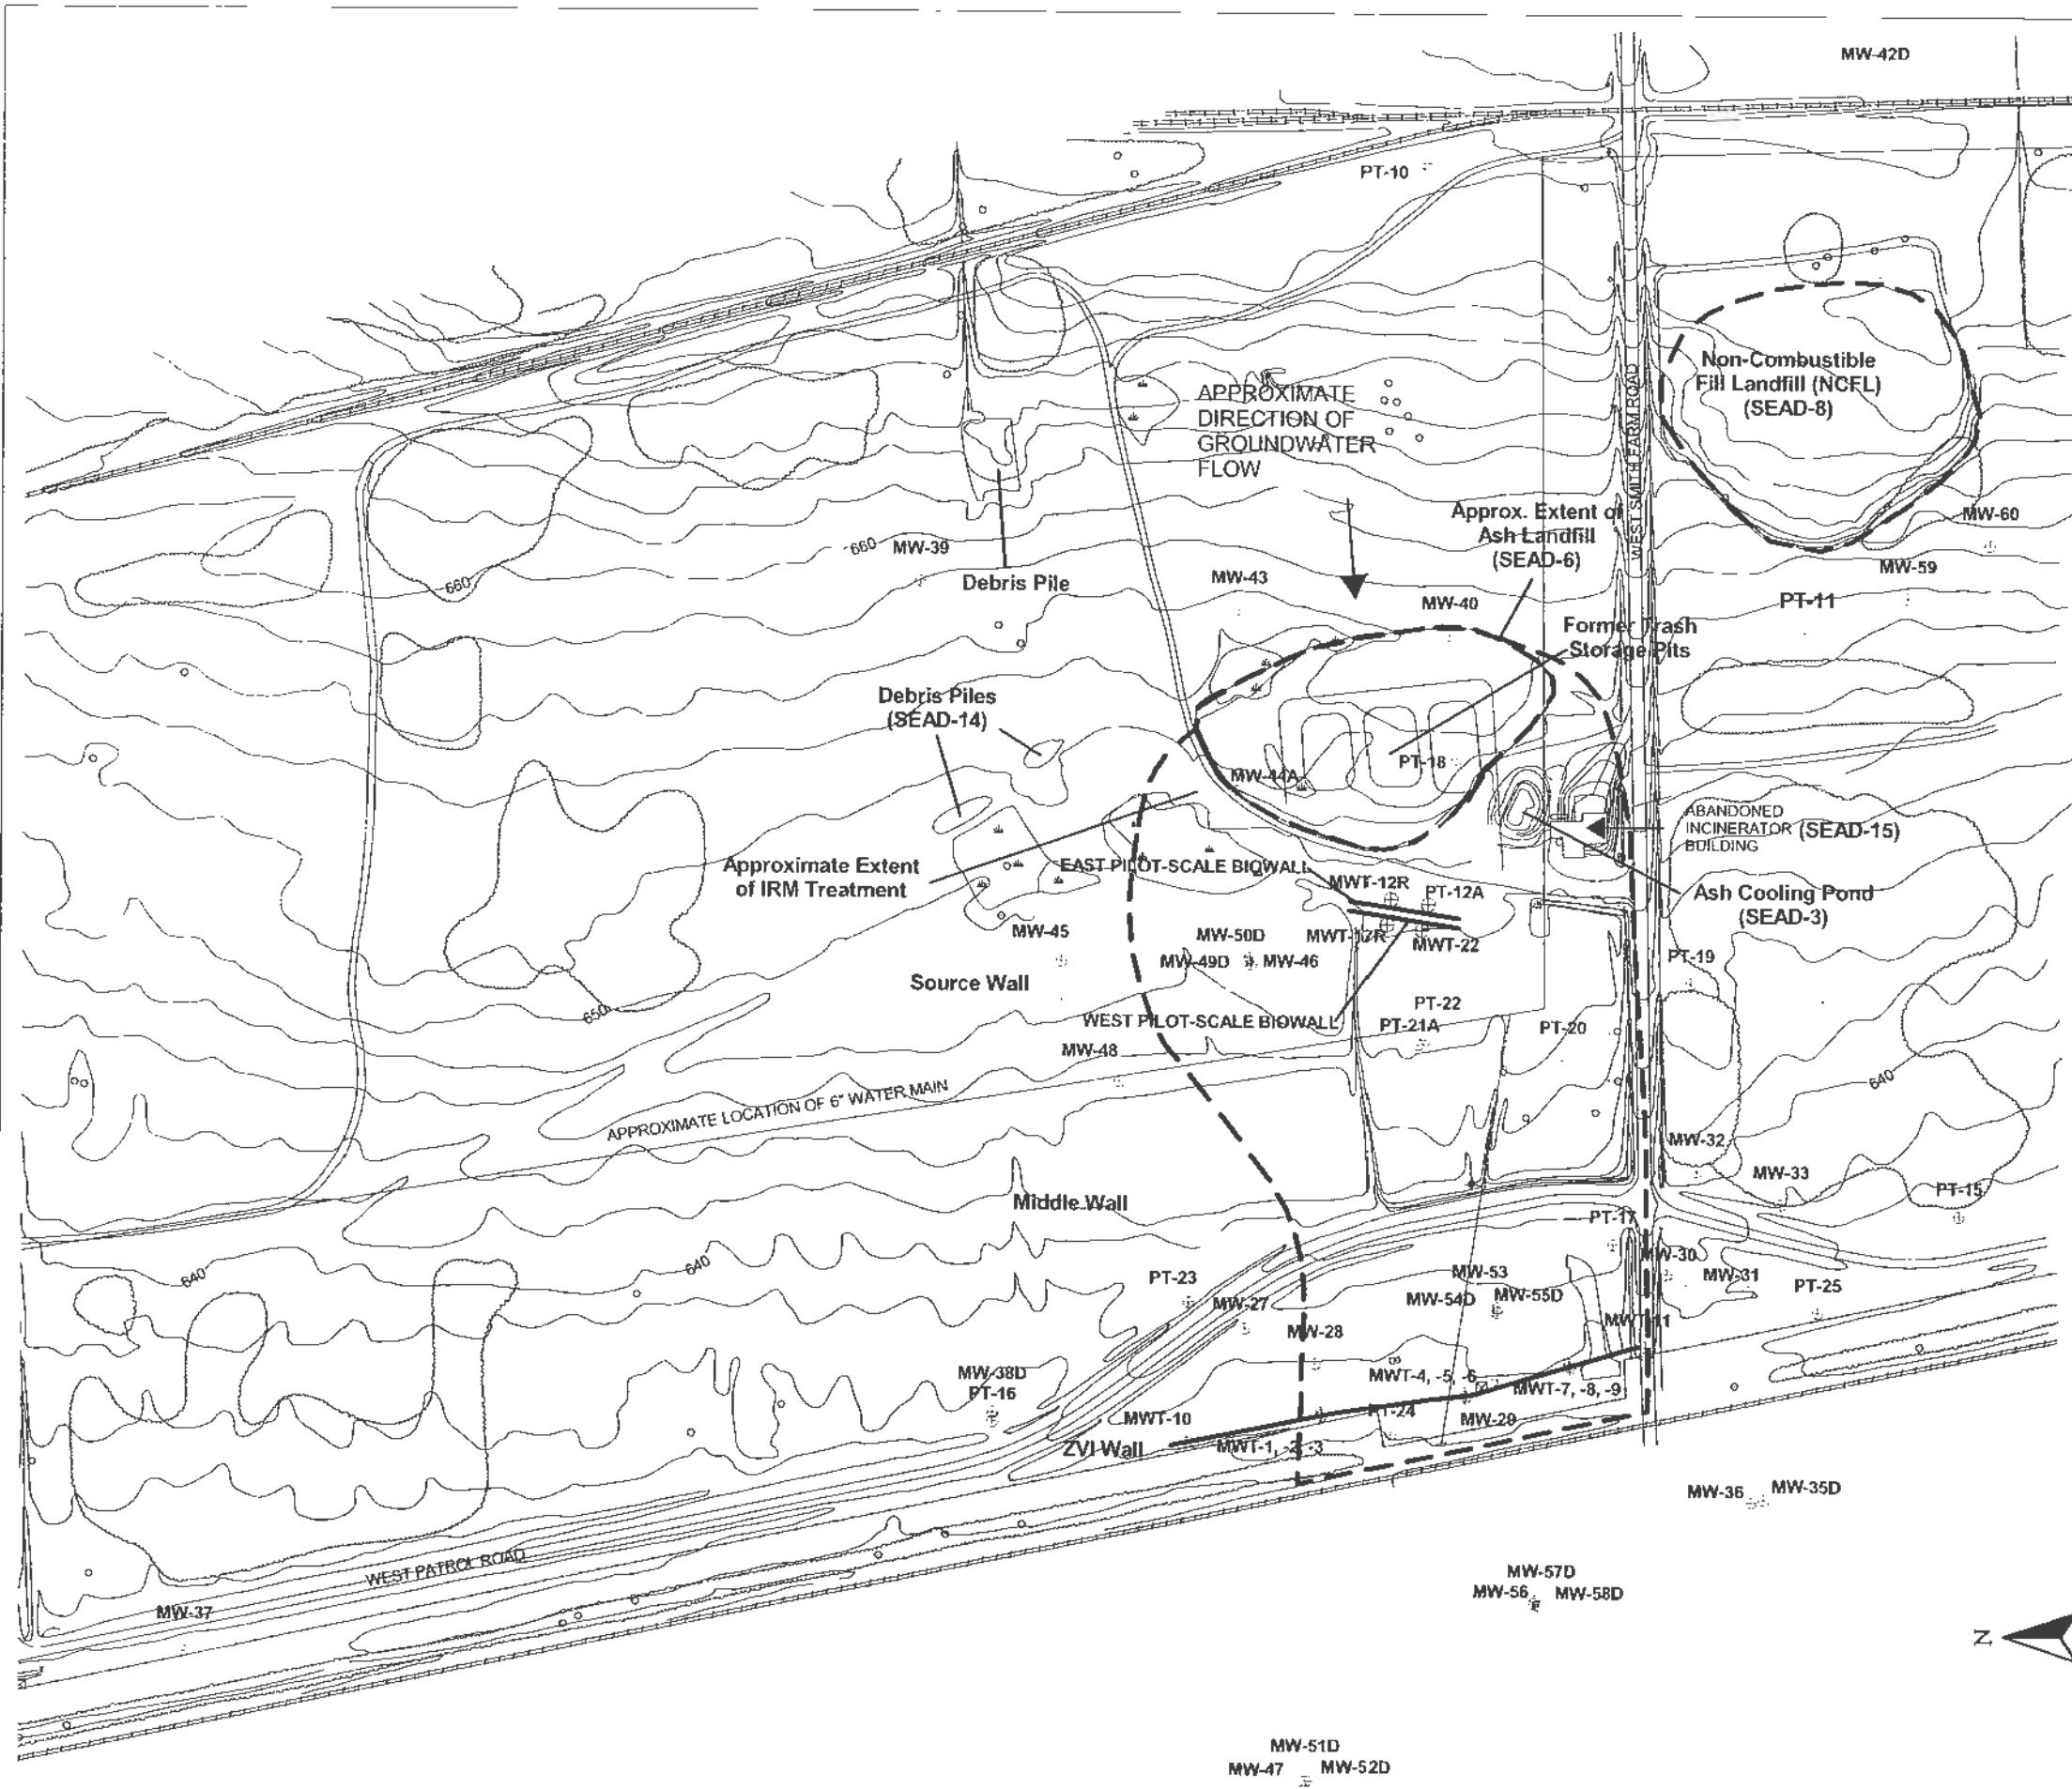 MW-42D
PT-10
APPROXIMATE
DIRECTION OF
GROUNDWATER
FLOW
WEST SMITH FARM ROAD
Non-Combustible
Fill Landfill (NCFL)
(SEAD-8)
Approx. Extent of
Ash Landfill
(SEAD-6)
MW-60
660
MW-39
MW-59
Debris Pile
MW-43
660
MW-40
PT-11
Former Trash
Storage Pits
Debris Piles
(SEAD-14)
PT-18
MW-44A
ABANDONED
INCINERATOR (SEAD-15)
BUILDING
Approximate Extent
of IRM Treatment
EAST PILOT-SCALE BIOWALL
MWT-12R
PT-12A
Ash Cooling Pond
(SEAD-3)
MW-45
MW-50D
MWT-17R
MWT-22
MW-49D
MW-46
PT-19
Source Wall
PT-22
650
WEST PILOT-SCALE BIOWALL
PT-21A
PT-20
MW-48
640
APPROXIMATE LOCATION OF 6" WATER MAIN
MW-32
MW-33
Middle Wall
PT-15
PT-17
MW-30
640
640
PT-23
MW-53
MW-31
PT-25
MW-54D
MW-55D
MW-27
MWT-11
MW-28
MW-38D
PT-16
MWT-4, -5, -6
MWT-7, -8, -9
MWT-10
PT-24
MW-29
ZVI Wall
MWT-1, -2, -3
MW-36
MW-35D
WEST PATROL ROAD
MW-57D
MW-56
MW-58D
MW-37
N
MW-51D
MW-47
MW-52D